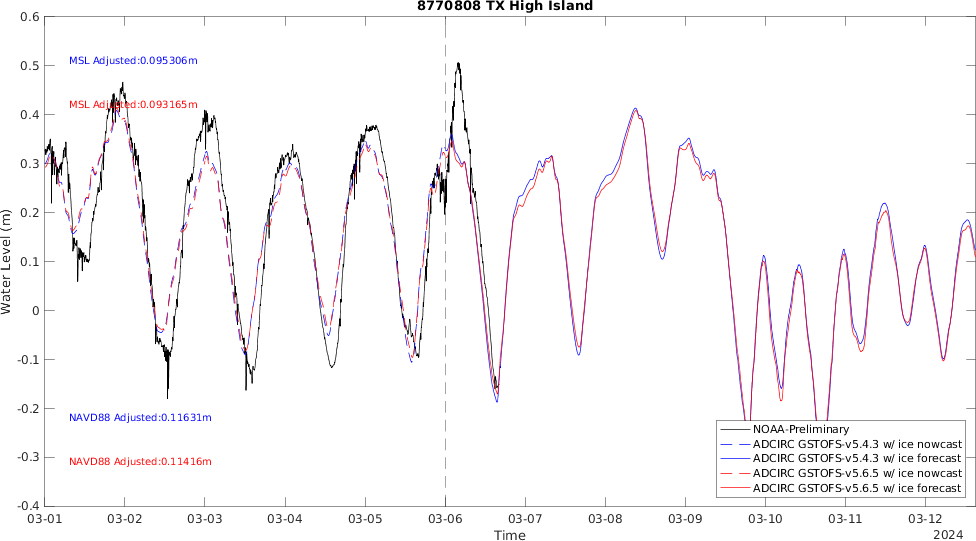 8770808 TX High Island
0.6
0.5
0.4
0.3
0.2
0.1
0
-0.1
-0.2
-0.3
-0.4
Water Level (m)
MSL Adjusted:0.095306m
MSL Adjusted:0.093165m
NAVD88 Adjusted:0.11631m
NAVD88 Adjusted:0.11416m
NOAA-Preliminary
ADCIRC GSTOFS-v5.4.3 w/ ice nowcast
ADCIRC GSTOFS-v5.4.3 w/ ice forecast
ADCIRC GSTOFS-v5.6.5 w/ ice nowcast
ADCIRC GSTOFS-v5.6.5 w/ ice forecast
03-01 03-02 03-03 03-04 03-05 03-06 03-07 03-08 03-09 03-10 03-11 03-12
Time
2024